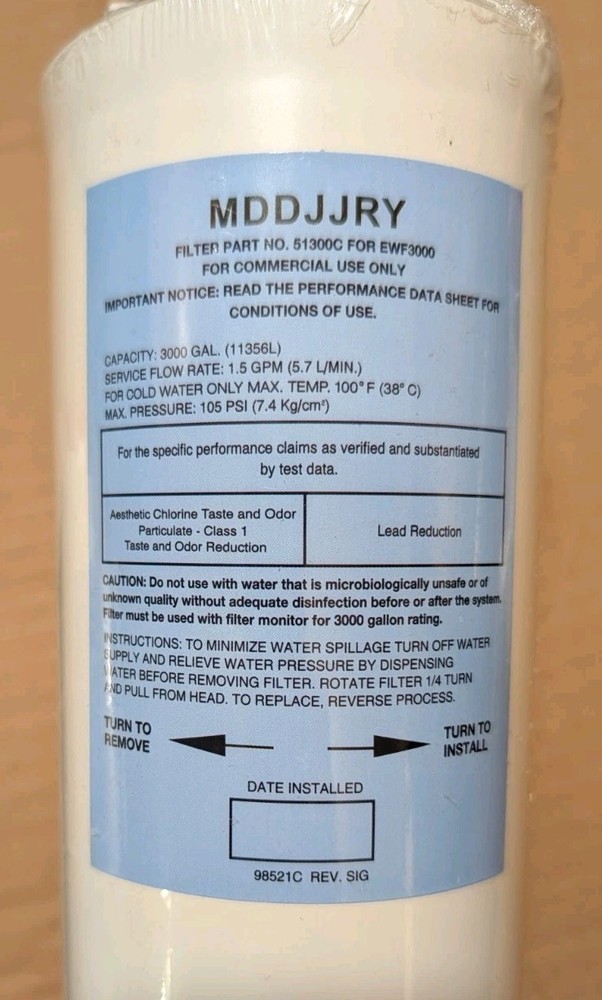 MDDJJRY
FILTER PART NO. 51300C FOR EWF3000
FOR COMMERCIAL USE ONLY
IMPORTANT NOTICE: READ THE PERFORMANCE DATA SHEET FOR
CONDITIONS OF USE.
CAPACITY: 3000 GAL. (11356L)
SERVICE FLOW RATE: 1.5 GPM (5.7 L/MIN.)
FOR COLD WATER ONLY MAX. TEMP. 100°F (38°C)
MAX. PRESSURE: 105 PSI (7.4 Kg/cm²)
For the specific performance claims as verified and substantiated
by test data.
Aesthetic Chlorine Taste and Odor
Particulate - Class 1
Taste and Odor Reduction
Lead Reduction
CAUTION: Do not use with water that is microbiologically unsafe or of
unknown quality without adequate disinfection before or after the system.
Filter must be used with filter monitor for 3000 gallon rating.
INSTRUCTIONS: TO MINIMIZE WATER SPILLAGE TURN OFF WATER
SUPPLY AND RELIEVE WATER PRESSURE BY DISPENSING
WATER BEFORE REMOVING FILTER. ROTATE FILTER 1/4 TURN
AND PULL FROM HEAD. TO REPLACE, REVERSE PROCESS.
TURN TO
REMOVE
TURN TO
INSTALL
DATE INSTALLED
98521C REV. SIG